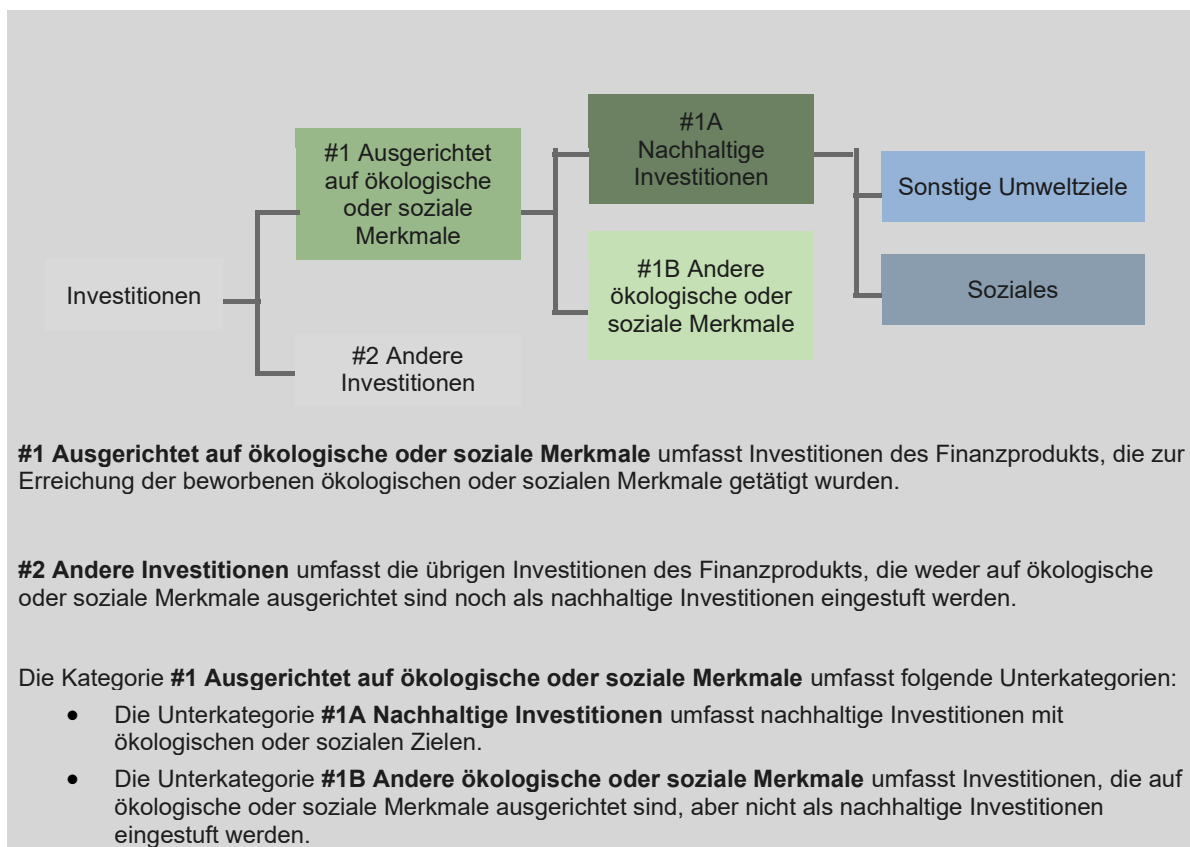 #1 Ausgerichtet
auf ökologische
oder soziale
Merkmale
#1A
Nachhaltige
Investitionen
Sonstige Umweltziele
#1B Andere
ökologische oder
soziale Merkmale
Soziales
Investitionen
#2 Andere
Investitionen
#1 Ausgerichtet auf ökologische oder soziale Merkmale umfasst Investitionen des Finanzprodukts, die zur
Erreichung der beworbenen ökologischen oder sozialen Merkmale getätigt wurden.
#2 Andere Investitionen umfasst die übrigen Investitionen des Finanzprodukts, die weder auf ökologische
oder soziale Merkmale ausgerichtet sind noch als nachhaltige Investitionen eingestuft werden.
Die Kategorie #1 Ausgerichtet auf ökologische oder soziale Merkmale umfasst folgende Unterkategorien:
• Die Unterkategorie #1A Nachhaltige Investitionen umfasst nachhaltige Investitionen mit
ökologischen oder sozialen Zielen.
• Die Unterkategorie #1B Andere ökologische oder soziale Merkmale umfasst Investitionen, die auf
ökologische oder soziale Merkmale ausgerichtet sind, aber nicht als nachhaltige Investitionen
eingestuft werden.